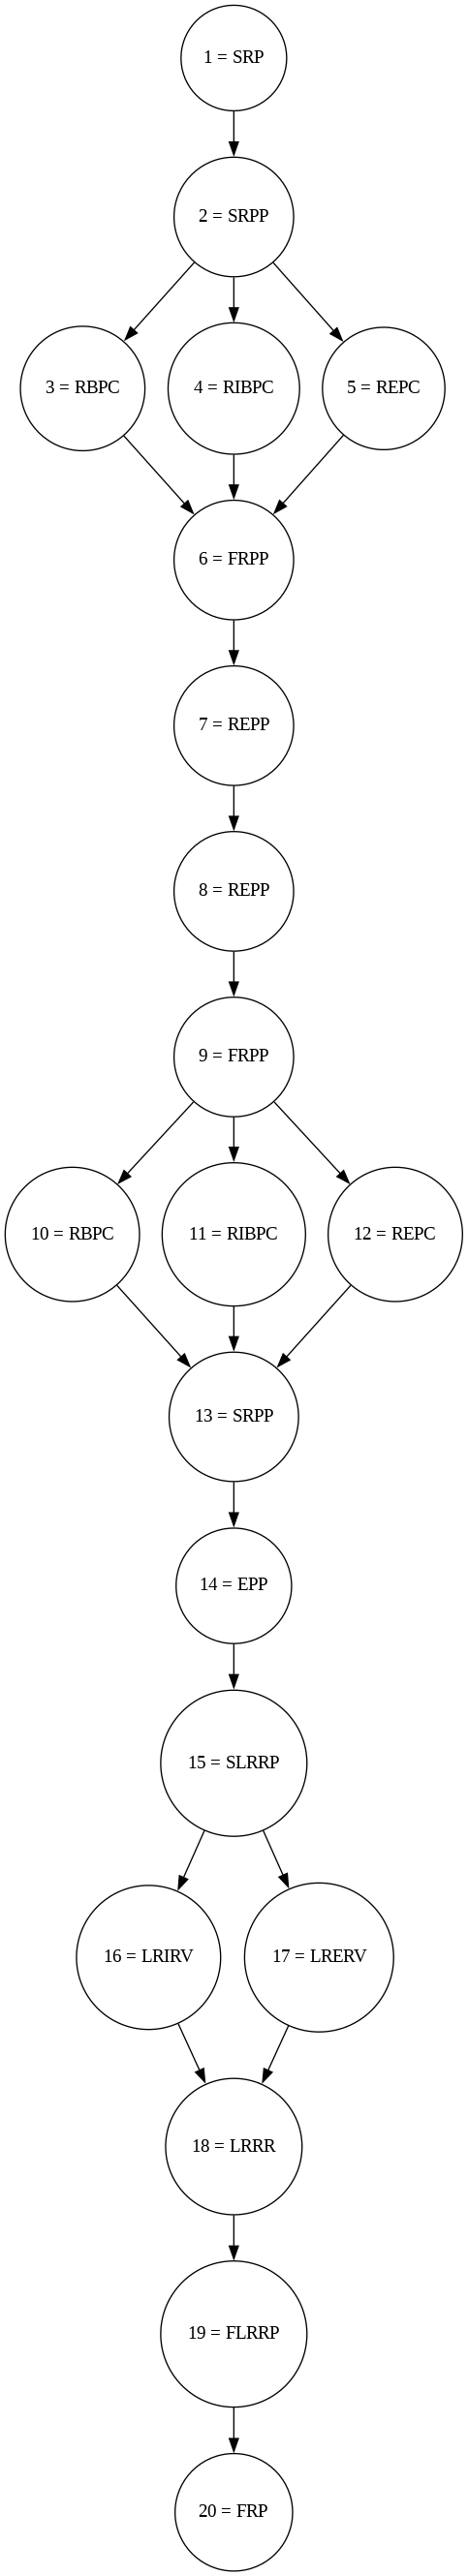 1 = SRP
2 = SRPP
3 = RBPC
4 = RIBPC
5 = REPC
6 = FRPP
7 = REPP
8 = REPP
9 = FRPP
10 = RBPC
11 = RIBPC
12 = REPC
13 = SRPP
14 = EPP
15 = SLRRP
16 = LRIRV
17 = LRERV
18 = LRRR
19 = FLRRP
20 = FRP